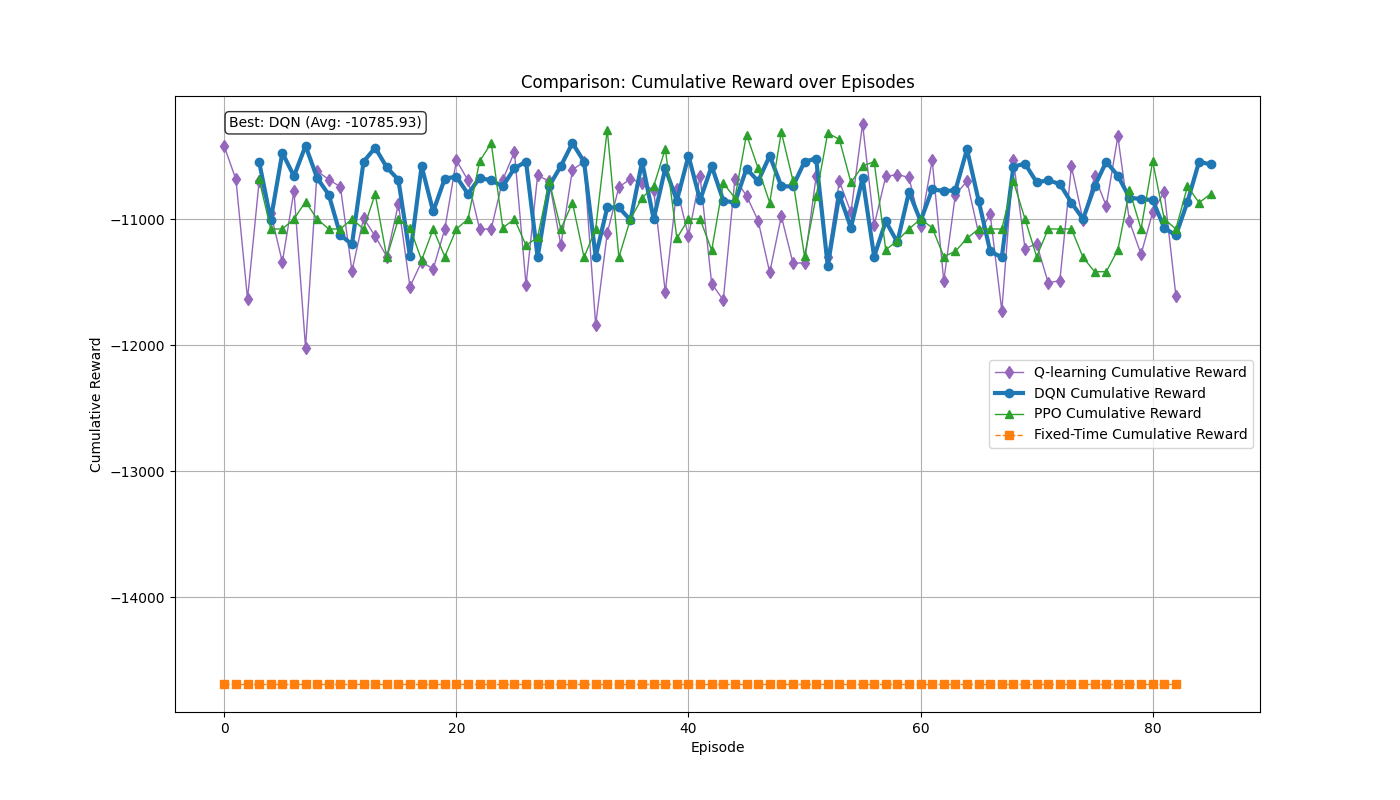 Comparison: Cumulative Reward over Episodes
Best: DQN (Avg: -10785.93)
−11000
−12000
−13000
−14000
Cumulative Reward
Q-learning Cumulative Reward
DQN Cumulative Reward
PPO Cumulative Reward
Fixed-Time Cumulative Reward
0 20 40 60 80
Episode